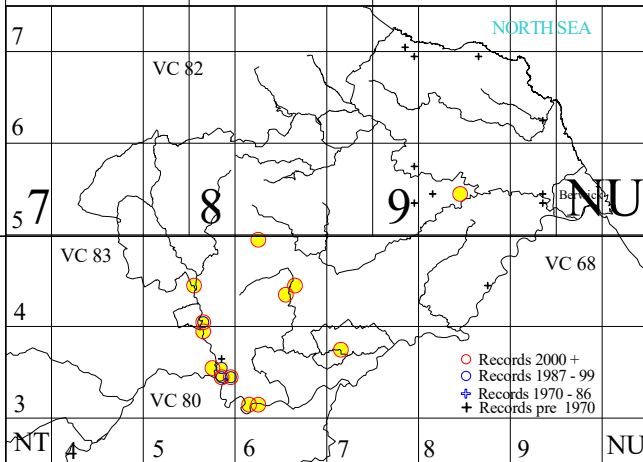 NORTH SEA
7
VC 82
6
7
8
9
Berwick
NU
5
VC 83
VC 68
4
Records 2000 +
Records 1987 - 99
Records 1970 - 86
Records pre 1970
VC 80
3
NT
4
5
6
7
8
9
NU